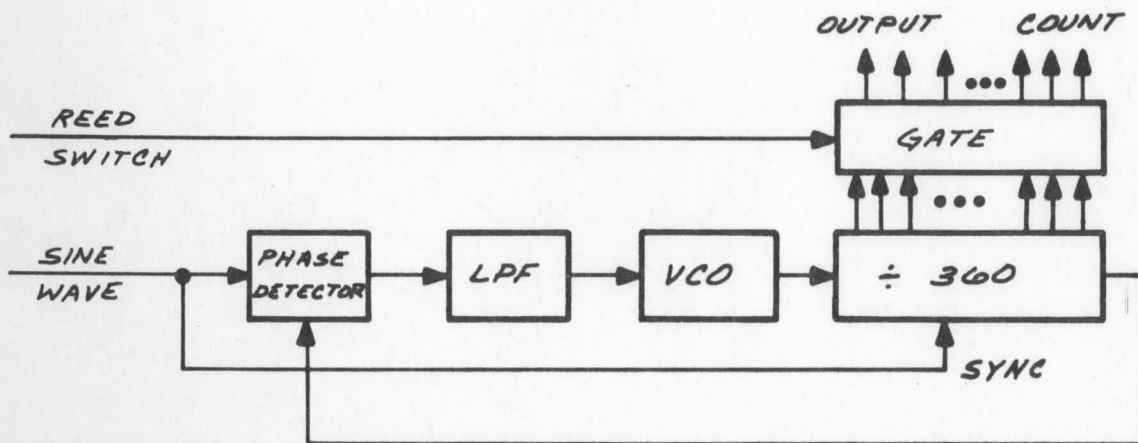 OUTPUT COUNT
REED
SWITCH
GATE
SINE
WAVE
PHASE
DETECTOR
LPF
VCO
÷ 360
SYNC